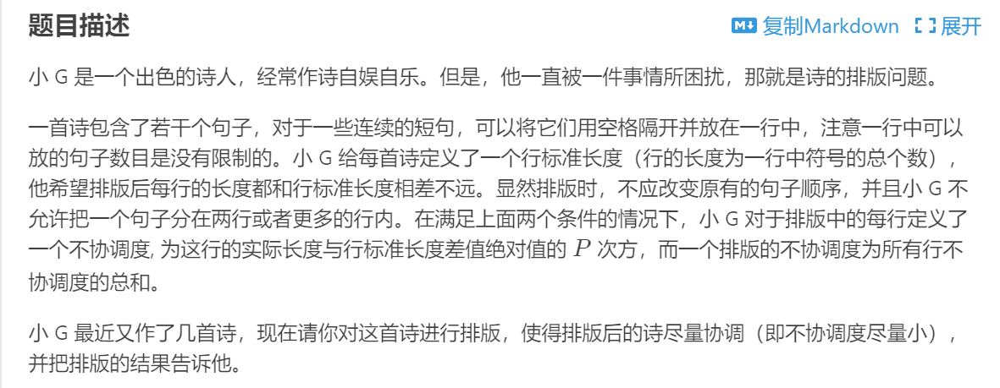 题目描述
复制Markdown 展开
小 G 是一个出色的诗人，经常作诗自娱自乐。但是，他一直被一件事情所困扰，那就是诗的排版问题。
一首诗包含了若干个句子，对于一些连续的短句，可以将它们用空格隔开并放在一行中，注意一行中可以
放的句子数目是没有限制的。小 G 给每首诗定义了一个行标准长度（行的长度为一行中符号的总个数），
他希望排版后每行的长度都和行标准长度相差不远。显然排版时，不应改变原有的句子顺序，并且小 G 不
允许把一个句子分在两行或者更多的行内。在满足上面两个条件的情况下，小 G 对于排版中的每行定义了
一个不协调度, 为这行的实际长度与行标准长度差值绝对值的 P 次方，而一个排版的不协调度为所有行不
协调度的总和。
小 G 最近又作了几首诗，现在请你对这首诗进行排版，使得排版后的诗尽量协调（即不协调度尽量小），
并把排版的结果告诉他。